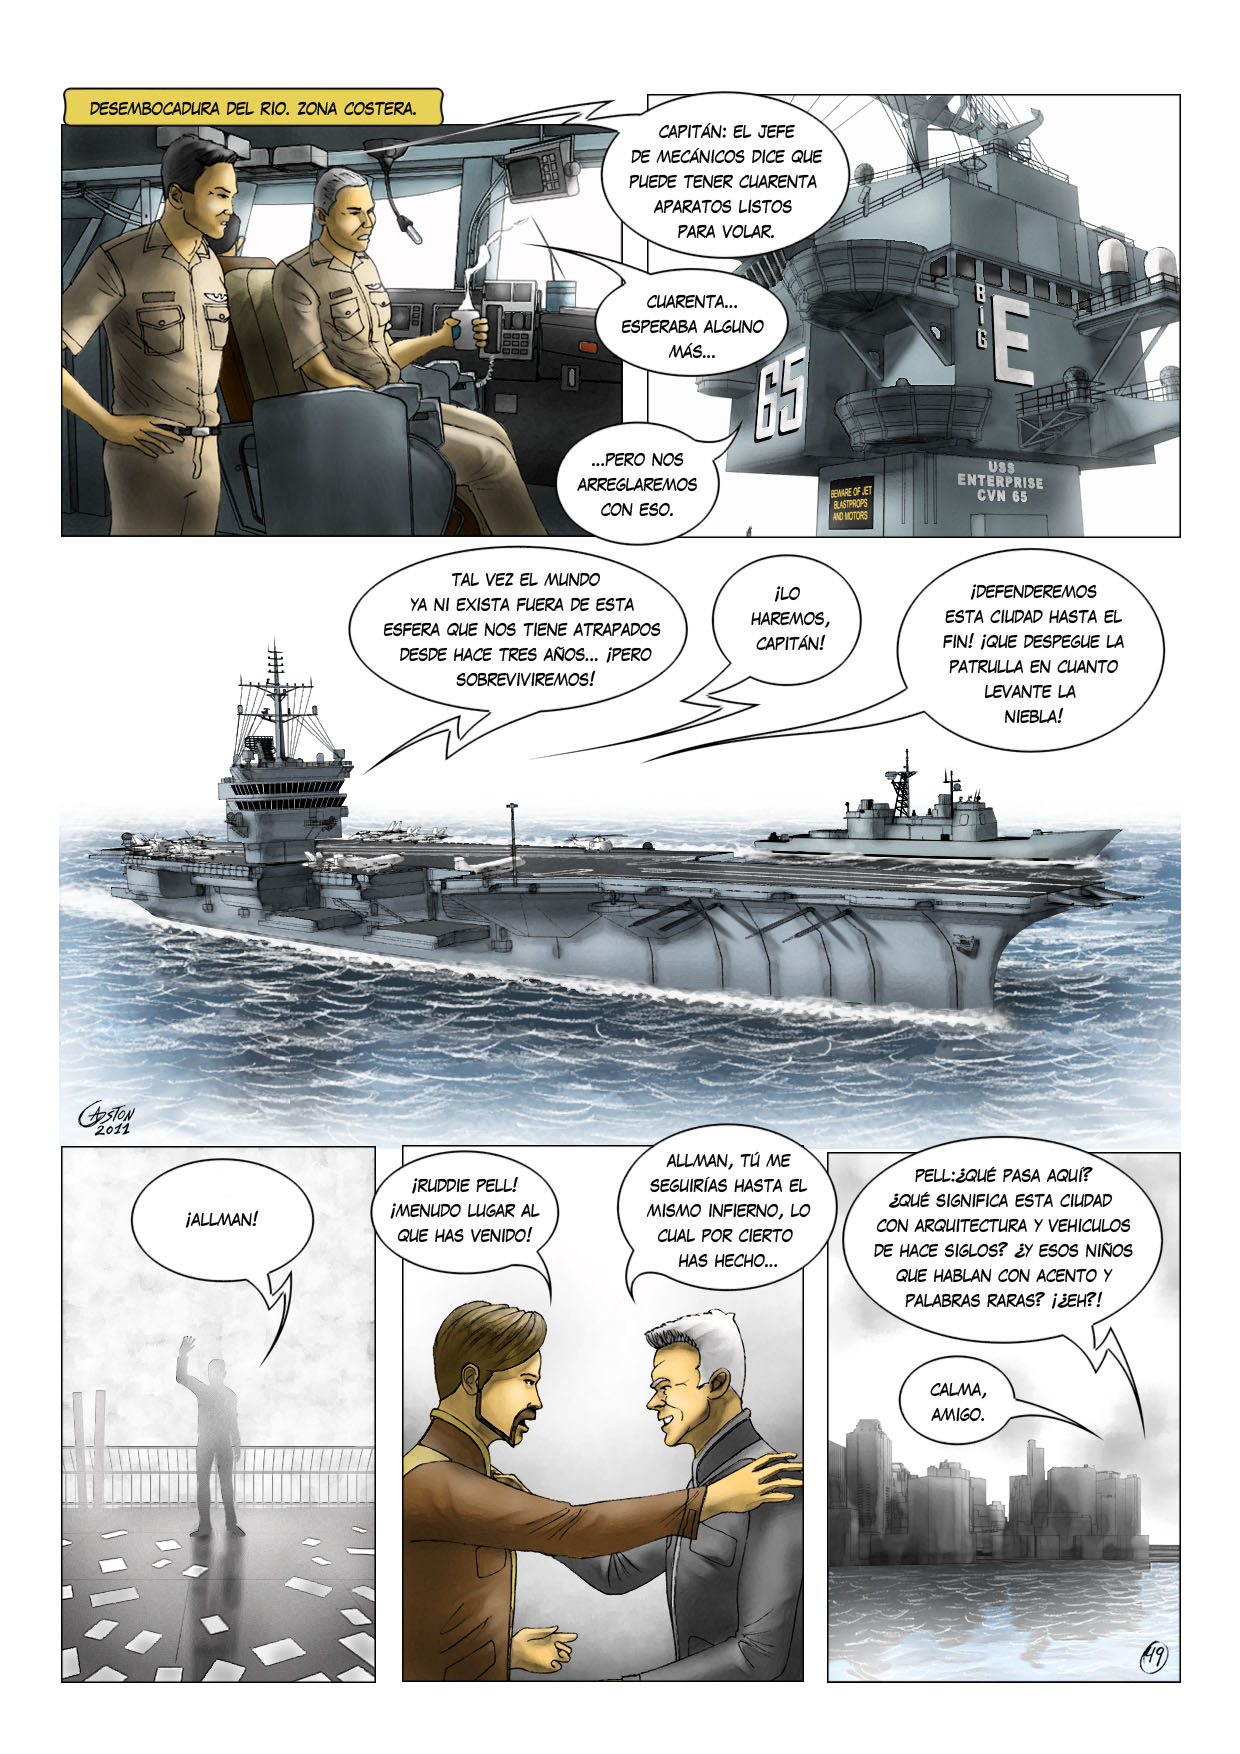 DESEMBOCADURA DEL RIO. ZONA COSTERA.
CAPITÁN: EL JEFE
DE MECÁNICOS DICE QUE
PUEDE TENER CUARENTA
APARATOS LISTOS
PARA VOLAR.
CUARENTA...
ESPERABA ALGUNO
MÁS...
...PERO NOS
ARREGLAREMOS
CON ESO.
BIG
E
65
USS
ENTERPRISE
CVN 65
BEWARE OF JET
BLASTPROPS
AND MOTORS
TAL VEZ EL MUNDO
YA NI EXISTA FUERA DE ESTA
ESFERA QUE NOS TIENE ATRAPADOS
DESDE HACE TRES AÑOS... ¡PERO
SOBREVIVIREMOS!
¡LO
HAREMOS,
CAPITÁN!
¡DEFENDEREMOS
ESTA CIUDAD HASTA EL
FIN! ¡QUE DESPEGUE LA
PATRULLA EN CUANTO
LEVANTE LA
NIEBLA!
GASTON
2011
¡ALLMAN!
¡RUDDIE PELL!
¡MENUDO LUGAR AL
QUE HAS VENIDO!
ALLMAN, TÚ ME
SEGUIRÍAS HASTA EL
MISMO INFIERNO, LO
CUAL POR CIERTO
HAS HECHO...
PELL:¿QUÉ PASA AQUÍ?
¿QUÉ SIGNIFICA ESTA CIUDAD
CON ARQUITECTURA Y VEHICULOS
DE HACE SIGLOS? ¿Y ESOS NIÑOS
QUE HABLAN CON ACENTO Y
PALABRAS RARAS? ¡¿EH?!
CALMA,
AMIGO.
49